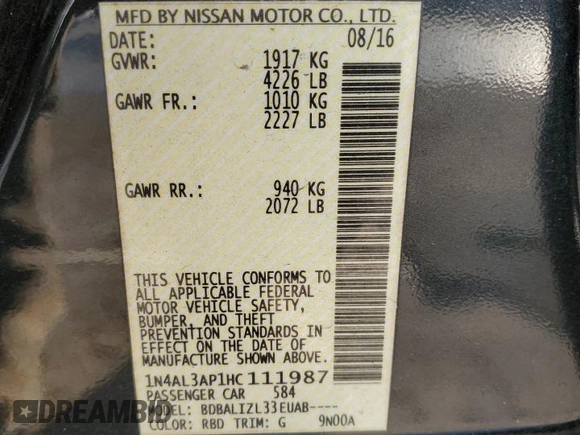 MFD BY NISSAN MOTOR CO., LTD.
DATE: 08/16
GVWR: 1917 KG
4226 LB
GAWR FR.: 1010 KG
2227 LB
GAWR RR.: 940 KG
2072 LB
THIS VEHICLE CONFORMS TO
ALL APPLICABLE FEDERAL
MOTOR VEHICLE SAFETY,
BUMPER, AND THEFT
PREVENTION STANDARDS IN
EFFECT ON THE DATE OF
MANUFACTURE SHOWN ABOVE.
1N4AL3AP1HC111987
PASSENGER CAR 584
MODEL: BDBALIZL33EUAB----
COLOR: RBD TRIM: G 9N00A
REAL
AUTOBIDMASTER